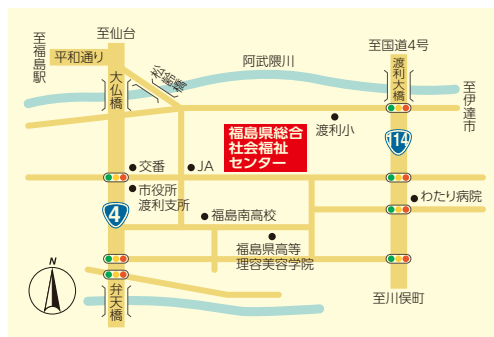 至仙台
至福島駅
平和通り
大仏橋
松齢橋
阿武隈川
至国道4号
渡利大橋
至伊達市
福島県総合
社会福祉
センター
渡利小
114
交番
JA
市役所
渡利支所
4
福島南高校
わたり病院
福島県高等
理容美容学院
N
弁天橋
至川俣町